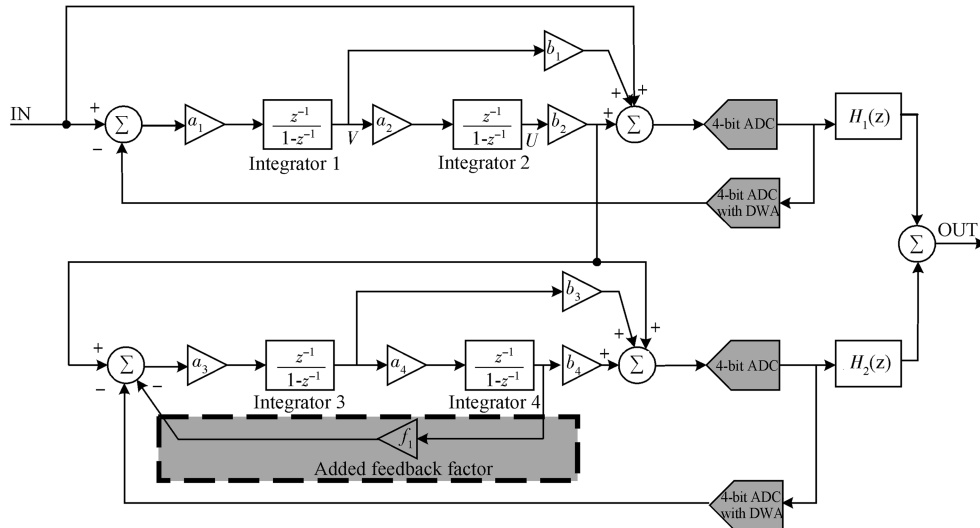 IN
+
Σ
−
a₁
z⁻¹
1-z⁻¹
Integrator 1
V
a₂
z⁻¹
1-z⁻¹
Integrator 2
U
b₁
b₂
+
+
+
Σ
4-bit ADC
H₁(z)
4-bit ADC
with DWA
Σ
OUT
+
Σ
−
−
a₃
z⁻¹
1-z⁻¹
Integrator 3
a₄
z⁻¹
1-z⁻¹
Integrator 4
b₃
b₄
+
+
+
Σ
4-bit ADC
H₂(z)
f₁
Added feedback factor
4-bit ADC
with DWA